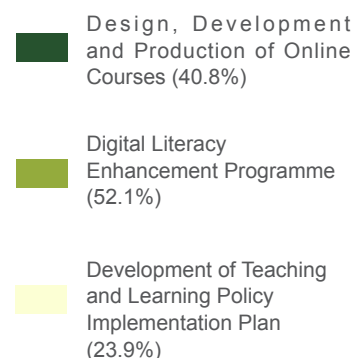 Design, Development
and Production of Online
Courses (40.8%)
Digital Literacy
Enhancement Programme
(52.1%)
Development of Teaching
and Learning Policy
Implementation Plan
(23.9%)